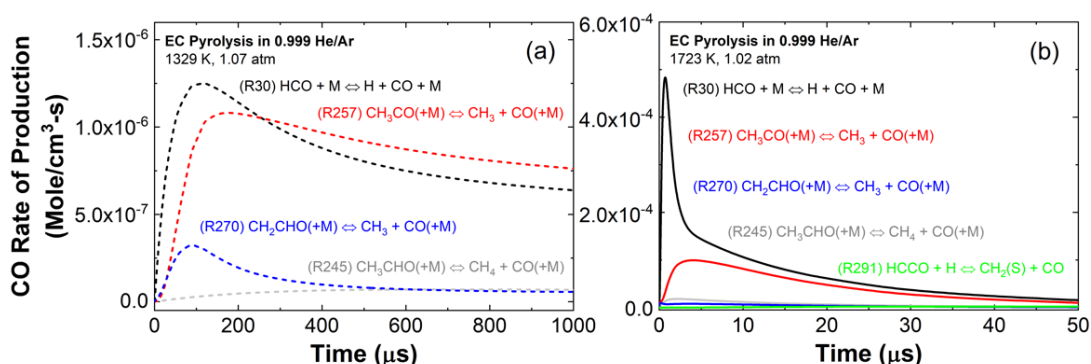 CO Rate of Production
(Mole/cm³-s)
1.5x10⁻⁶
1.0x10⁻⁶
5.0x10⁻⁷
0.0
EC Pyrolysis in 0.999 He/Ar
1329 K, 1.07 atm
(a)
(R30) HCO + M ⇔ H + CO + M
(R257) CH₃CO(+M) ⇔ CH₃ + CO(+M)
(R270) CH₂CHO(+M) ⇔ CH₃ + CO(+M)
(R245) CH₃CHO(+M) ⇔ CH₄ + CO(+M)
0 200 400 600 800 1000
Time (μs)
6.0x10⁻⁴
4.0x10⁻⁴
2.0x10⁻⁴
0.0
EC Pyrolysis in 0.999 He/Ar
1723 K, 1.02 atm
(b)
(R30) HCO + M ⇔ H + CO + M
(R257) CH₃CO(+M) ⇔ CH₃ + CO(+M)
(R270) CH₂CHO(+M) ⇔ CH₃ + CO(+M)
(R245) CH₃CHO(+M) ⇔ CH₄ + CO(+M)
(R291) HCCO + H ⇔ CH₂(S) + CO
0 10 20 30 40 50
Time (μs)